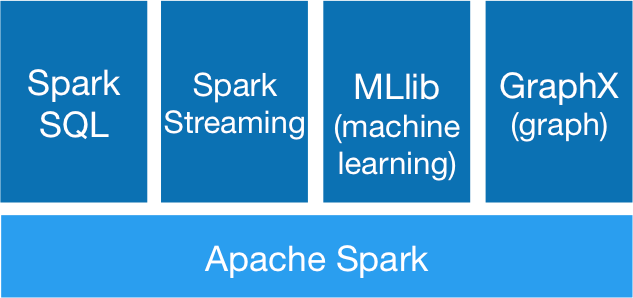 Spark
SQL
Spark
Streaming
MLlib
(machine
learning)
GraphX
(graph)
Apache Spark